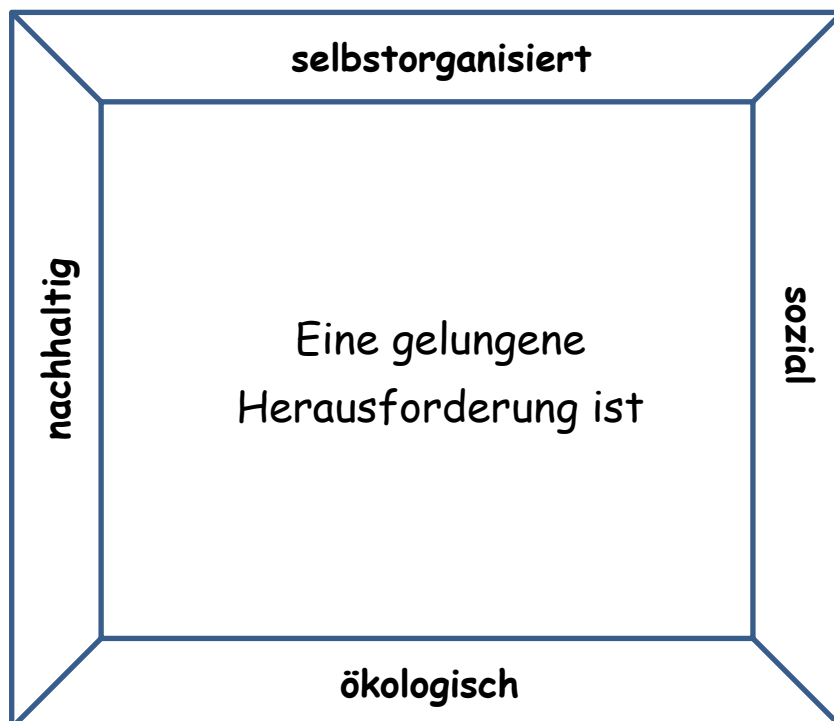 selbstorganisiert
nachhaltig
Eine gelungene
Herausforderung ist
sozial
ökologisch